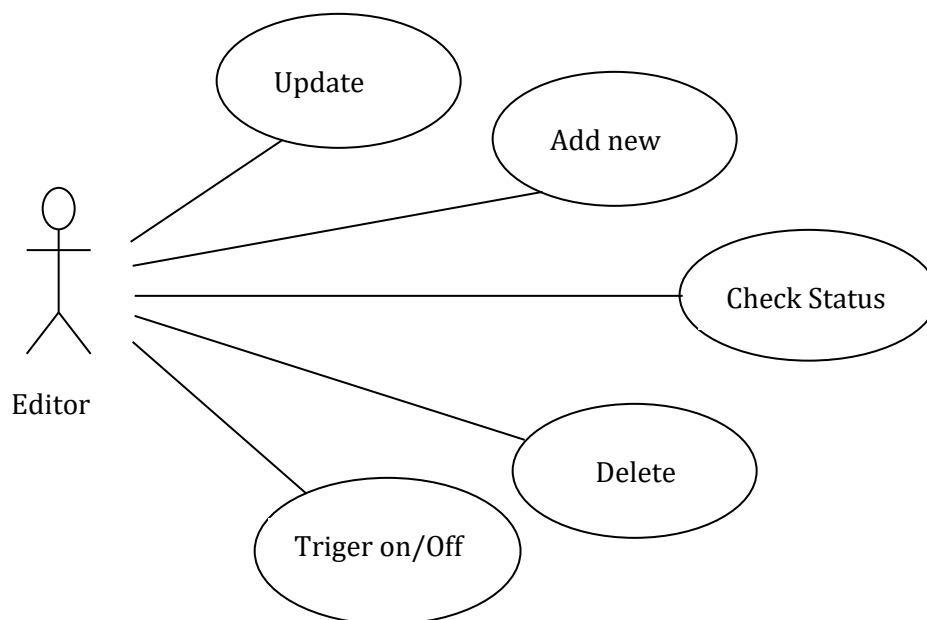 Update
Add new
Check Status
Editor
Delete
Triger on/Off